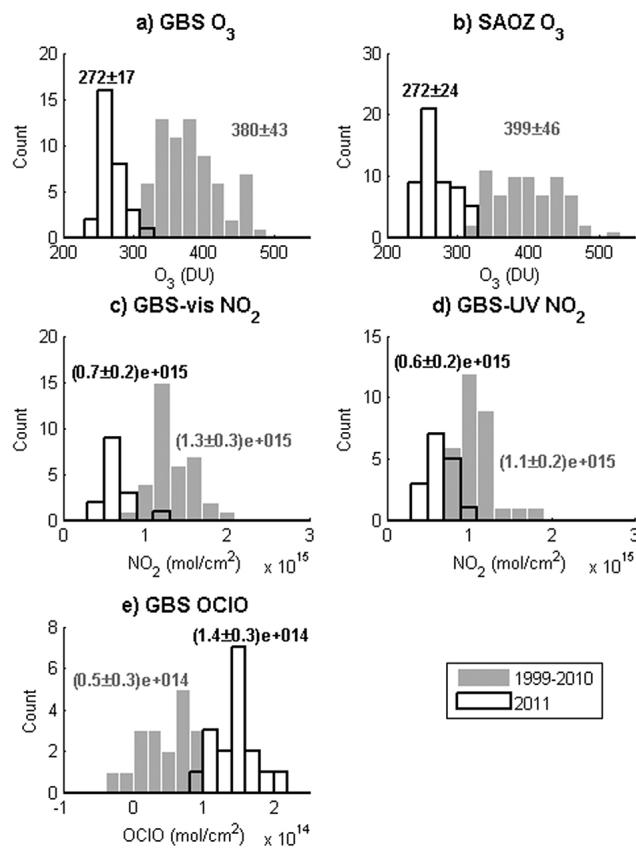 a) GBS O3
b) SAOZ O3
20
15
10
5
0
Count
272±17
380±43
200 300 400 500
O3 (DU)
30
20
10
0
Count
272±24
399±46
200 300 400 500
O3 (DU)
c) GBS-vis NO2
d) GBS-UV NO2
20
15
10
5
0
Count
(0.7±0.2)e+015
(1.3±0.3)e+015
0 1 2 3
NO2 (mol/cm2) x 10^15
15
10
5
0
Count
(0.6±0.2)e+015
(1.1±0.2)e+015
0 1 2 3
NO2 (mol/cm2) x 10^15
e) GBS OClO
8
6
4
2
0
Count
(1.4±0.3)e+014
(0.5±0.3)e+014
-1 0 1 2
OClO (mol/cm2) x 10^14
1999-2010
2011